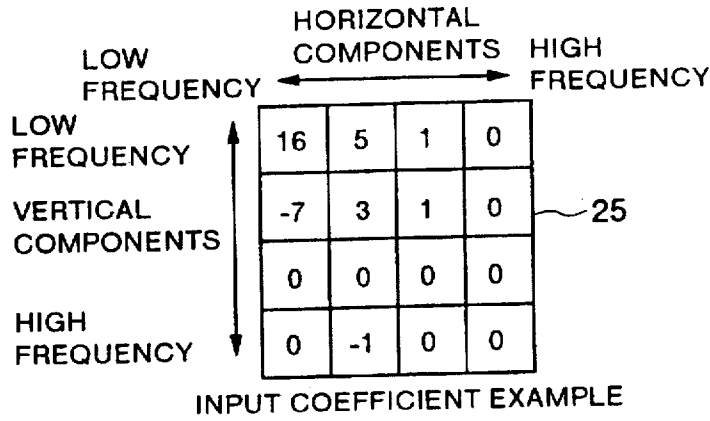 HORIZONTAL
COMPONENTS
LOW
FREQUENCY
HIGH
FREQUENCY
LOW
FREQUENCY
VERTICAL
COMPONENTS
HIGH
FREQUENCY
16 5 1 0
-7 3 1 0
0 0 0 0
0 -1 0 0
25
INPUT COEFFICIENT EXAMPLE